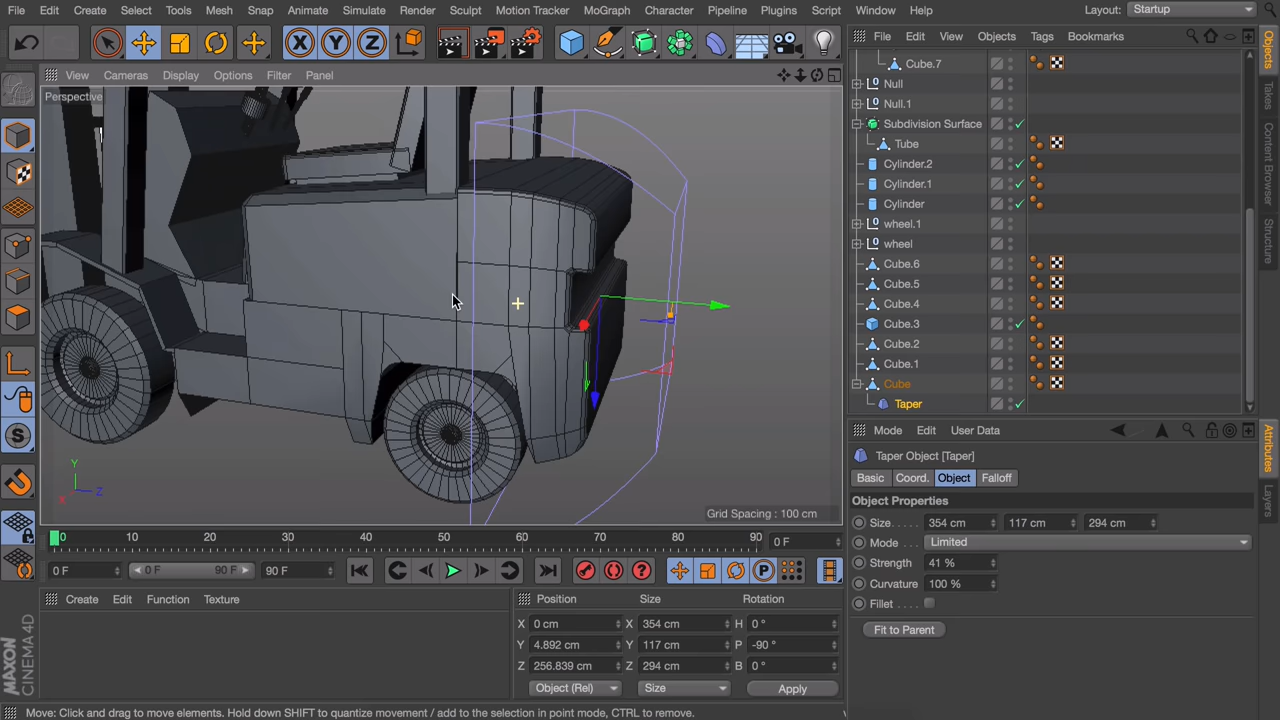 File Edit Create Select Tools Mesh Snap Animate Simulate Render Sculpt Motion Tracker MoGraph Character Pipeline Plugins Script Window Help Layout: Startup
X Y Z
File Edit View Objects Tags Bookmarks
View Cameras Display Options Filter Panel
Perspective
Cube.7
Null
Null.1
Subdivision Surface
Tube
Cylinder.2
Cylinder.1
Cylinder
wheel.1
wheel
Cube.6
Cube.5
Cube.4
Cube.3
Cube.2
Cube.1
Cube
Taper
Objects
Takes
Content Browser
Structure
Y
X Z
Grid Spacing : 100 cm
S
Mode Edit User Data
Taper Object [Taper]
Basic Coord. Object Falloff
Object Properties
Size 354 cm 117 cm 294 cm
Mode Limited
Strength 41 %
Curvature 100 %
Fillet
Fit to Parent
Attributes
Layers
0 10 20 30 40 50 60 70 80 90 0 F
0 F 0 F 90 F 90 F
P
Create Edit Function Texture
Position Size Rotation
X 0 cm X 354 cm H 0 °
Y 4.892 cm Y 117 cm P -90 °
Z 256.839 cm Z 294 cm B 0 °
Object (Rel) Size Apply
MAXON
CINEMA 4D
Move: Click and drag to move elements. Hold down SHIFT to quantize movement / add to the selection in point mode, CTRL to remove.